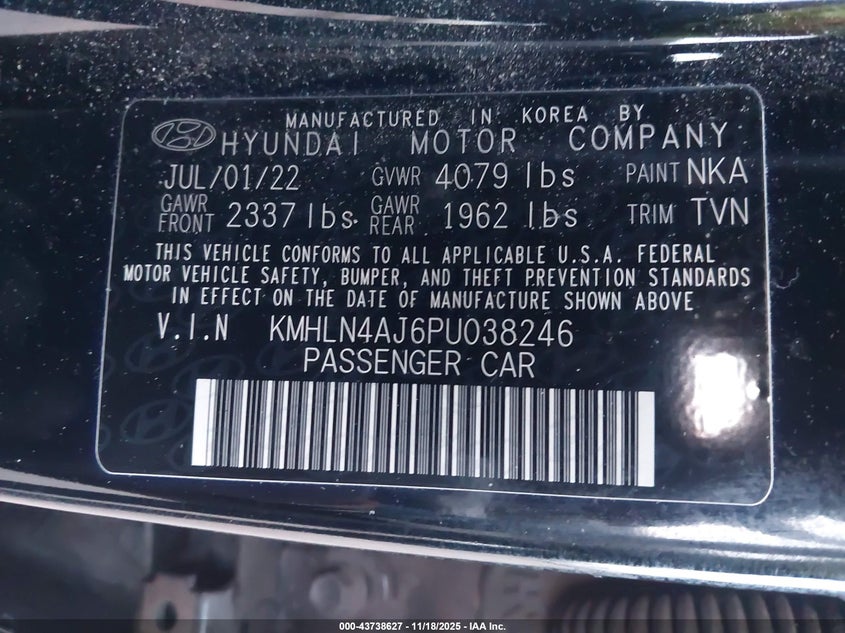 MANUFACTURED IN KOREA BY
HYUNDAI MOTOR COMPANY
JUL/01/22 GVWR 4079 lbs PAINT NKA
GAWR FRONT 2337 lbs GAWR REAR 1962 lbs TRIM TVN
THIS VEHICLE CONFORMS TO ALL APPLICABLE U.S.A. FEDERAL
MOTOR VEHICLE SAFETY, BUMPER, AND THEFT PREVENTION STANDARDS
IN EFFECT ON THE DATE OF MANUFACTURE SHOWN ABOVE
V.I.N KMHLN4AJ6PU038246
PASSENGER CAR
000-43738627 - 11/18/2025 - IAA Inc.